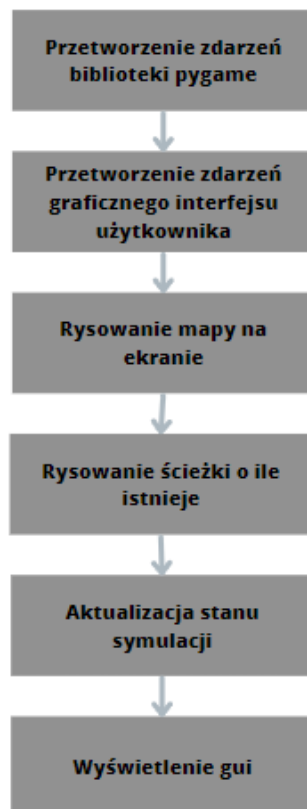 Przetworzenie zdarzeń
biblioteki pygame
Przetworzenie zdarzeń
graficznego interfejsu
użytkownika
Rysowanie mapy na
ekranie
Rysowanie ścieżki o ile
istnieje
Aktualizacja stanu
symulacji
Wyświetlenie gui